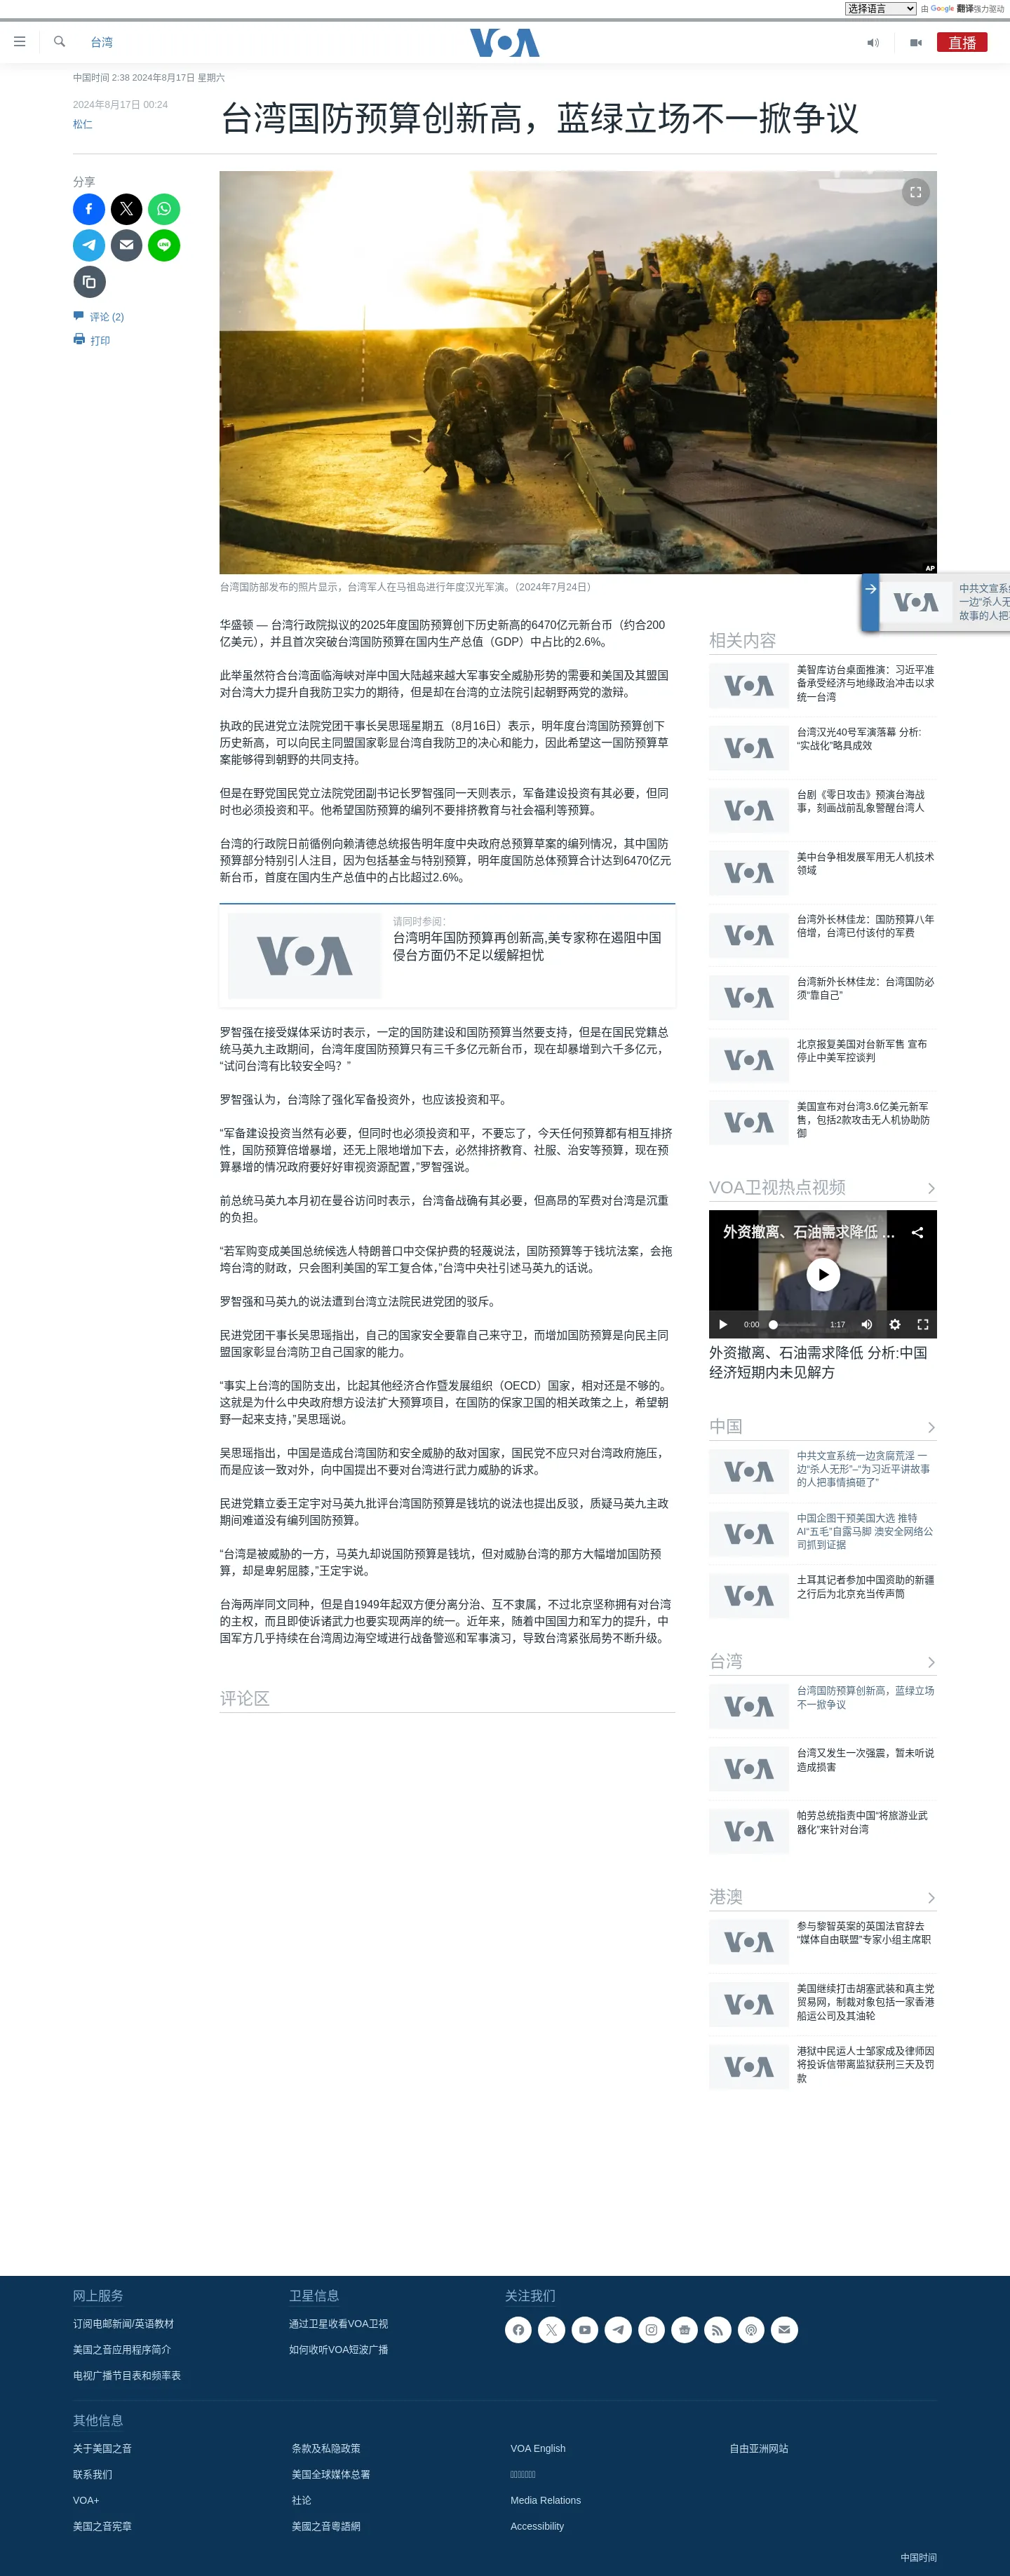 选择语言 由 Google 翻译强力驱动
台湾
VOA
直播
中国时间 2:38 2024年8月17日 星期六
2024年8月17日 00:24
松仁
台湾国防预算创新高，蓝绿立场不一掀争议
分享
评论 (2)
打印
AP
台湾国防部发布的照片显示，台湾军人在马祖岛进行年度汉光军演。（2024年7月24日）
华盛顿 — 台湾行政院拟议的2025年度国防预算创下历史新高的6470亿元新台币（约合200
亿美元），并且首次突破台湾国防预算在国内生产总值（GDP）中占比的2.6%。
此举虽然符合台湾面临海峡对岸中国大陆越来越大军事安全威胁形势的需要和美国及其盟国
对台湾大力提升自我防卫实力的期待，但是却在台湾的立法院引起朝野两党的激辩。
执政的民进党立法院党团干事长吴思瑶星期五（8月16日）表示，明年度台湾国防预算创下
历史新高，可以向民主同盟国家彰显台湾自我防卫的决心和能力，因此希望这一国防预算草
案能够得到朝野的共同支持。
但是在野党国民党立法院党团副书记长罗智强同一天则表示，军备建设投资有其必要，但同
时也必须投资和平。他希望国防预算的编列不要排挤教育与社会福利等预算。
台湾的行政院日前循例向赖清德总统报告明年度中央政府总预算草案的编列情况，其中国防
预算部分特别引人注目，因为包括基金与特别预算，明年度国防总体预算合计达到6470亿元
新台币，首度在国内生产总值中的占比超过2.6%。
VOA
请同时参阅：
台湾明年国防预算再创新高,美专家称在遏阻中国
侵台方面仍不足以缓解担忧
罗智强在接受媒体采访时表示，一定的国防建设和国防预算当然要支持，但是在国民党籍总
统马英九主政期间，台湾年度国防预算只有三千多亿元新台币，现在却暴增到六千多亿元，
“试问台湾有比较安全吗？”
罗智强认为，台湾除了强化军备投资外，也应该投资和平。
“军备建设投资当然有必要，但同时也必须投资和平，不要忘了，今天任何预算都有相互排挤
性，国防预算倍增暴增，还无上限地增加下去，必然排挤教育、社服、治安等预算，现在预
算暴增的情况政府要好好审视资源配置，”罗智强说。
前总统马英九本月初在曼谷访问时表示，台湾备战确有其必要，但高昂的军费对台湾是沉重
的负担。
“若军购变成美国总统候选人特朗普口中交保护费的轻蔑说法，国防预算等于钱坑法案，会拖
垮台湾的财政，只会图利美国的军工复合体，”台湾中央社引述马英九的话说。
罗智强和马英九的说法遭到台湾立法院民进党团的驳斥。
民进党团干事长吴思瑶指出，自己的国家安全要靠自己来守卫，而增加国防预算是向民主同
盟国家彰显台湾防卫自己国家的能力。
“事实上台湾的国防支出，比起其他经济合作暨发展组织（OECD）国家，相对还是不够的。
这就是为什么中央政府想方设法扩大预算项目，在国防的保家卫国的相关政策之上，希望朝
野一起来支持，”吴思瑶说。
吴思瑶指出，中国是造成台湾国防和安全威胁的敌对国家，国民党不应只对台湾政府施压，
而是应该一致对外，向中国提出不要对台湾进行武力威胁的诉求。
民进党籍立委王定宇对马英九批评台湾国防预算是钱坑的说法也提出反驳，质疑马英九主政
期间难道没有编列国防预算。
“台湾是被威胁的一方，马英九却说国防预算是钱坑，但对威胁台湾的那方大幅增加国防预
算，却是卑躬屈膝，”王定宇说。
台海两岸同文同种，但是自1949年起双方便分离分治、互不隶属，不过北京坚称拥有对台湾
的主权，而且即使诉诸武力也要实现两岸的统一。近年来，随着中国国力和军力的提升，中
国军方几乎持续在台湾周边海空域进行战备警巡和军事演习，导致台湾紧张局势不断升级。
评论区
VOA
中共文宣系
一边“杀人无
故事的人把
相关内容
VOA
美智库访台桌面推演：习近平准
备承受经济与地缘政治冲击以求
统一台湾
VOA
台湾汉光40号军演落幕 分析:
“实战化”略具成效
VOA
台剧《零日攻击》预演台海战
事，刻画战前乱象警醒台湾人
VOA
美中台争相发展军用无人机技术
领域
VOA
台湾外长林佳龙：国防预算八年
倍增，台湾已付该付的军费
VOA
台湾新外长林佳龙：台湾国防必
须“靠自己”
VOA
北京报复美国对台新军售 宣布
停止中美军控谈判
VOA
美国宣布对台湾3.6亿美元新军
售，包括2款攻击无人机协助防
御
VOA卫视热点视频
外资撤离、石油需求降低 ...
0:00 1:17
外资撤离、石油需求降低 分析:中国
经济短期内未见解方
中国
VOA
中共文宣系统一边贪腐荒淫 一
边“杀人无形”–“为习近平讲故事
的人把事情搞砸了”
VOA
中国企图干预美国大选 推特
AI“五毛”自露马脚 澳安全网络公
司抓到证据
VOA
土耳其记者参加中国资助的新疆
之行后为北京充当传声筒
台湾
VOA
台湾国防预算创新高，蓝绿立场
不一掀争议
VOA
台湾又发生一次强震，暂未听说
造成损害
VOA
帕劳总统指责中国“将旅游业武
器化”来针对台湾
港澳
VOA
参与黎智英案的英国法官辞去
“媒体自由联盟”专家小组主席职
VOA
美国继续打击胡塞武装和真主党
贸易网，制裁对象包括一家香港
船运公司及其油轮
VOA
港狱中民运人士邹家成及律师因
将投诉信带离监狱获刑三天及罚
款
网上服务
订阅电邮新闻/英语教材
美国之音应用程序简介
电视广播节目表和频率表
卫星信息
通过卫星收看VOA卫视
如何收听VOA短波广播
关注我们
其他信息
关于美国之音
联系我们
VOA+
美国之音宪章
条款及私隐政策
美国全球媒体总署
社论
美國之音粵語網
VOA English
Media Relations
Accessibility
自由亚洲网站
中国时间